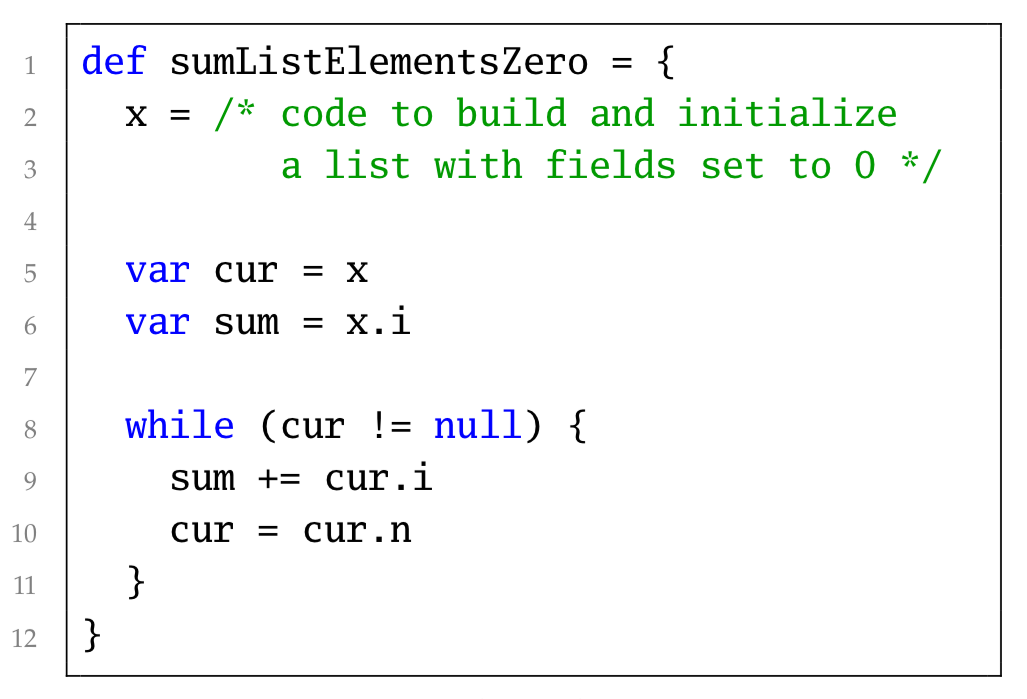 1 def sumListElementsZero = {
2   x = /* code to build and initialize
3          a list with fields set to 0 */
4
5   var cur = x
6   var sum = x.i
7
8   while (cur != null) {
9     sum += cur.i
10     cur = cur.n
11   }
12 }